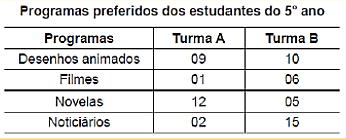 Programas preferidos dos estudantes do 5º ano
Programas Turma A Turma B
Desenhos animados 09 10
Filmes 01 06
Novelas 12 05
Noticiários 02 15